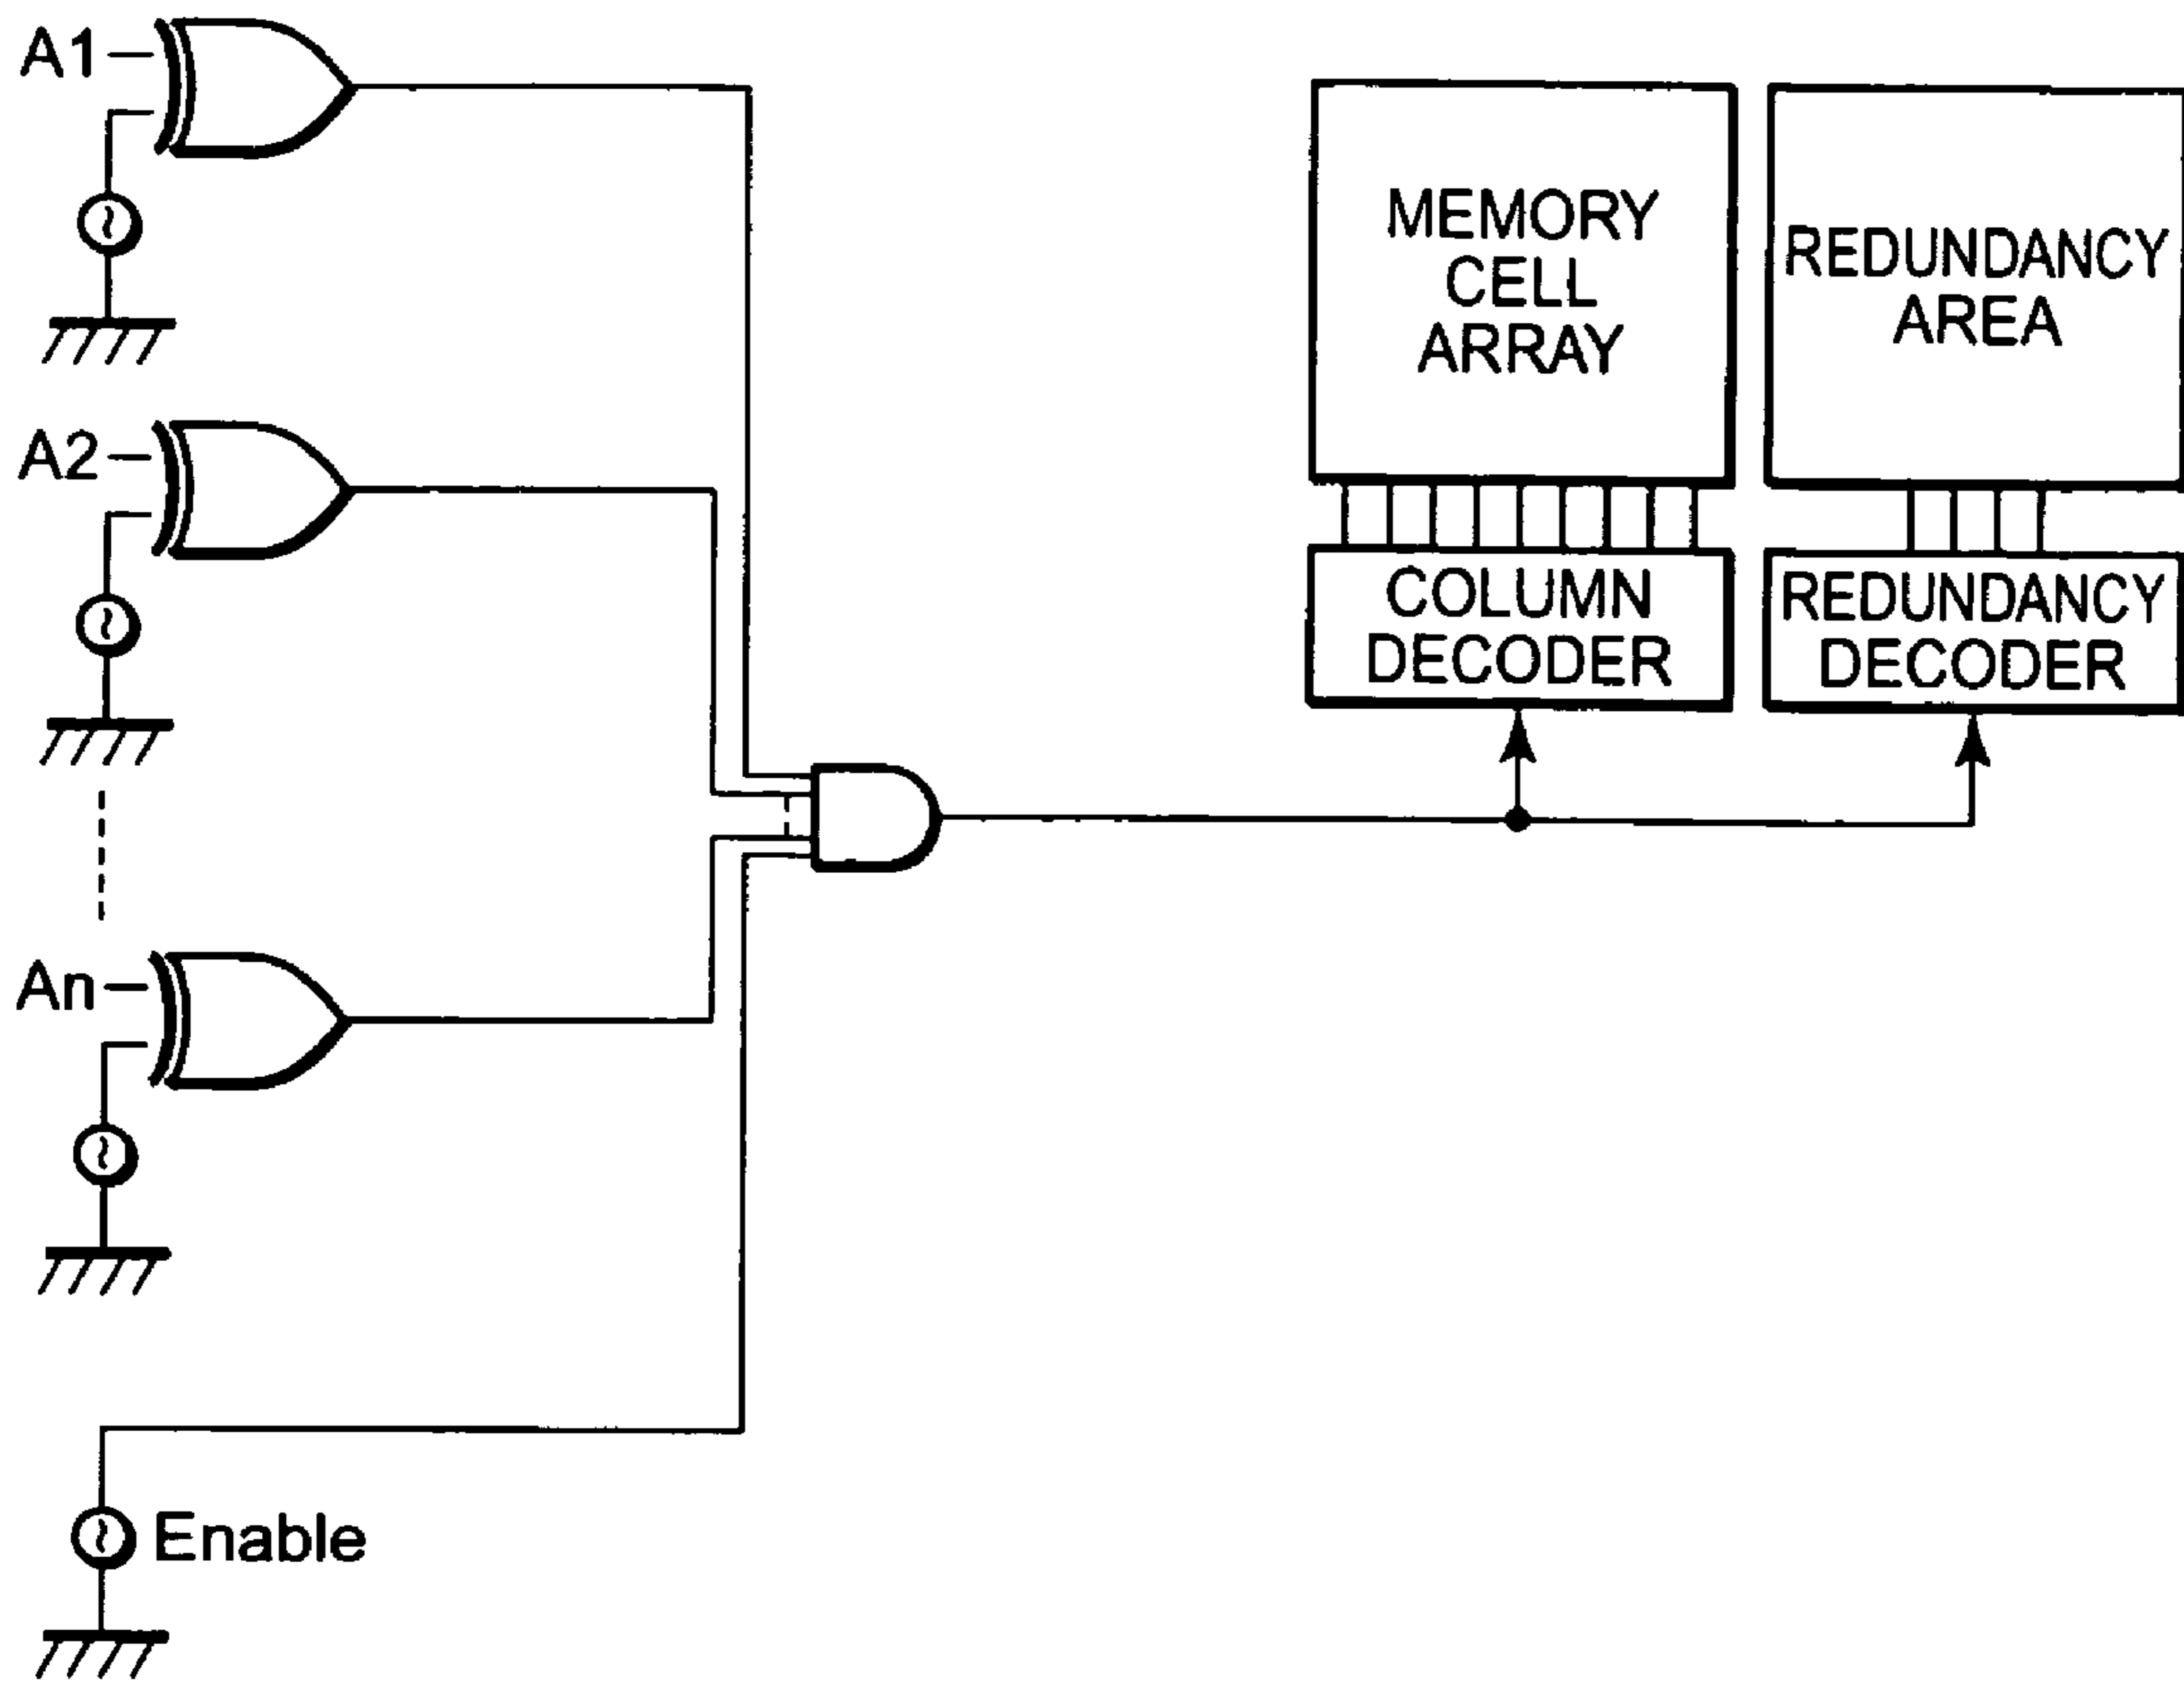 A1
MEMORY
CELL
ARRAY
REDUNDANCY
AREA
A2
COLUMN
DECODER
REDUNDANCY
DECODER
An
Enable